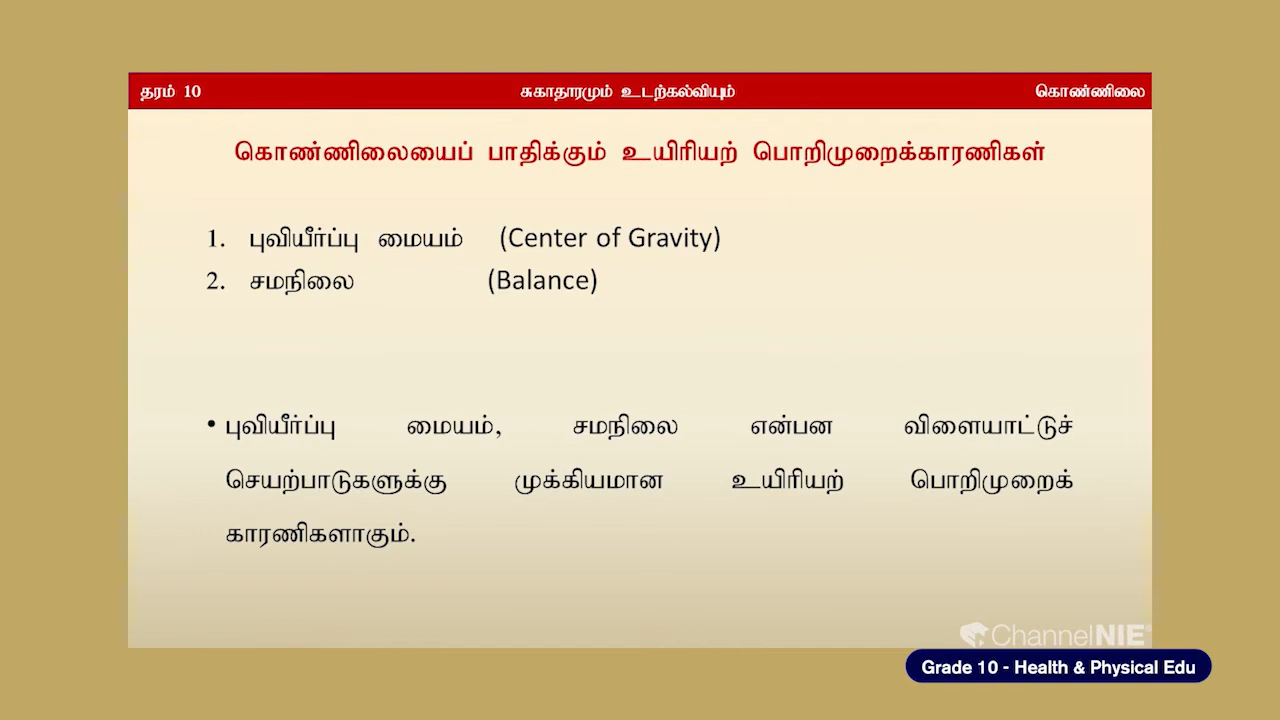 தரம் 10 சுகாதாரமும் உடற்கல்வியும் கொண்ணிலை
கொண்ணிலையைப் பாதிக்கும் உயிரியற் பொறிமுறைக்காரணிகள்
1. புவியீர்ப்பு மையம் (Center of Gravity)
2. சமநிலை (Balance)
• புவியீர்ப்பு மையம், சமநிலை என்பன விளையாட்டுச்
செயற்பாடுகளுக்கு முக்கியமான உயிரியற் பொறிமுறைக்
காரணிகளாகும்.
ChannelNIE
Grade 10 - Health & Physical Edu